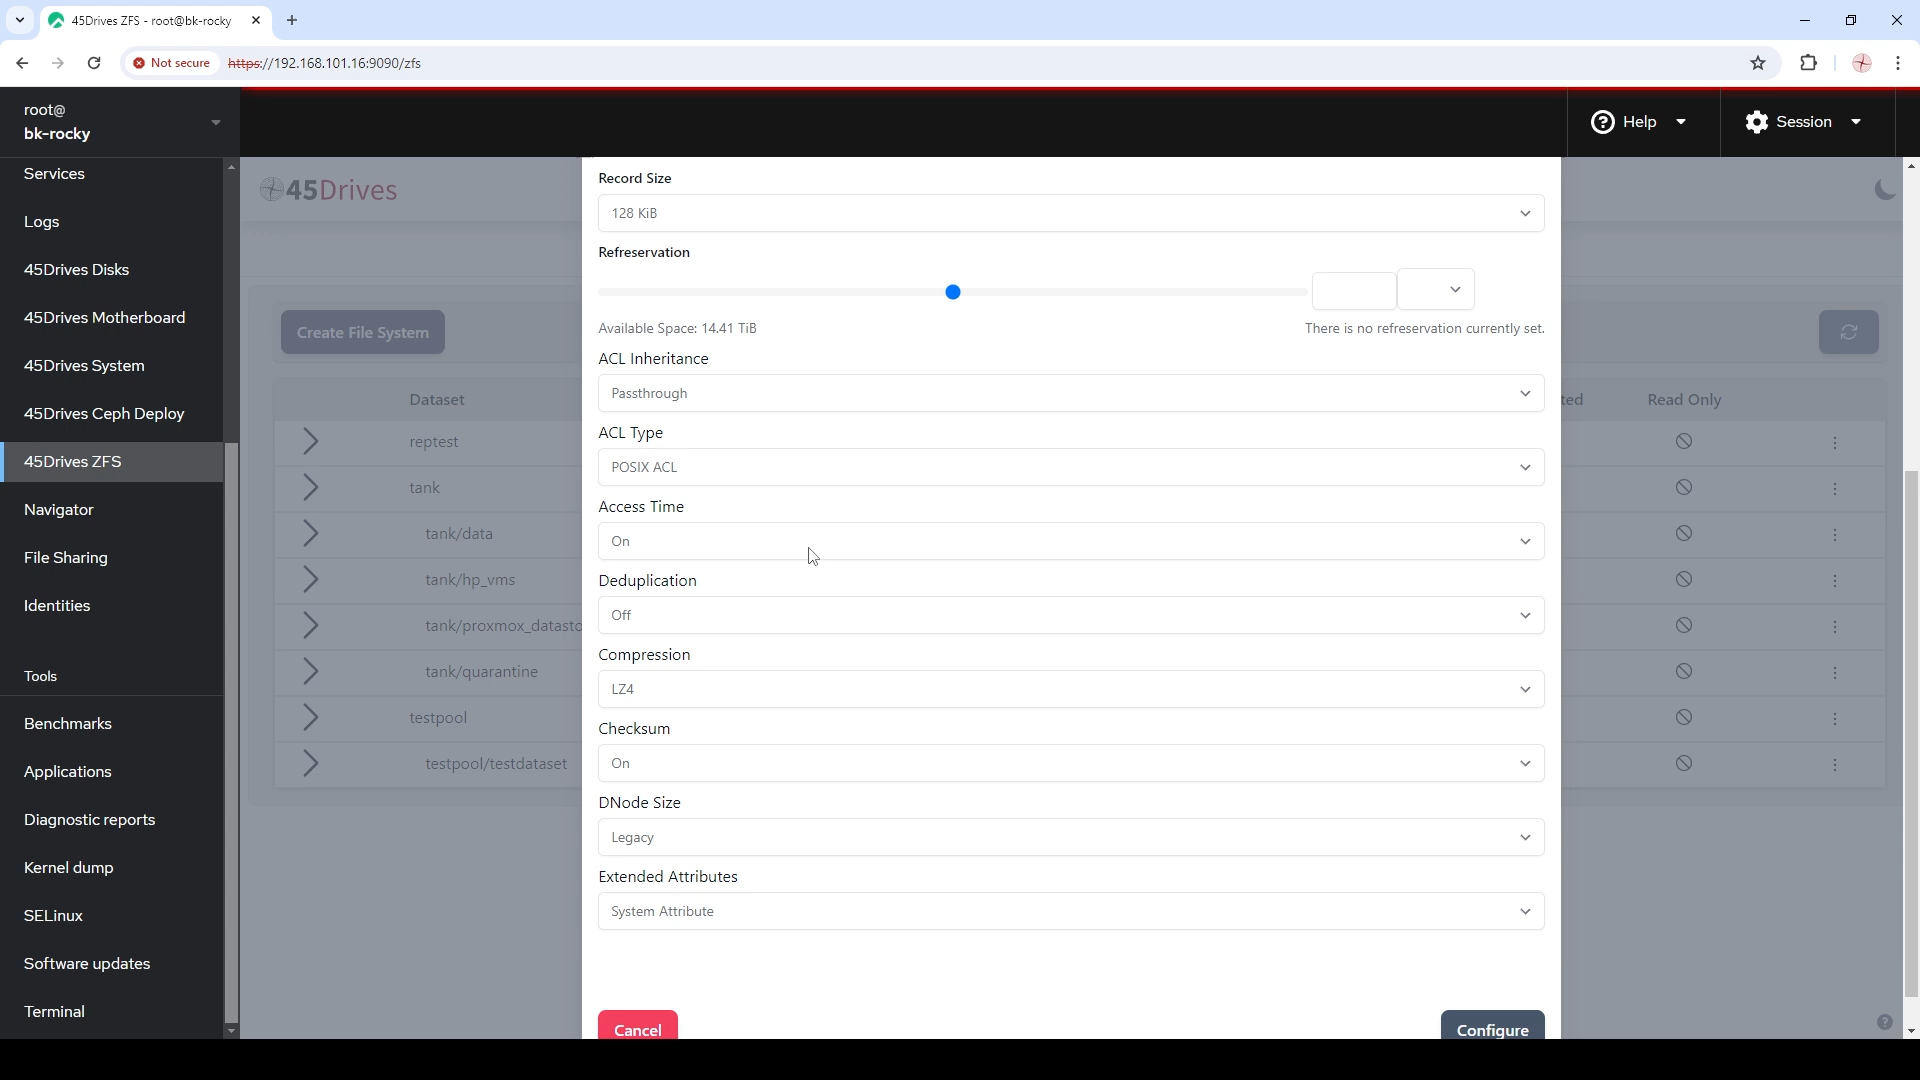 45Drives ZFS - root@bk-rocky
Not secure
https://192.168.101.16:9090/zfs
root@
bk-rocky
Help
Session
Services
Logs
45Drives Disks
45Drives Motherboard
45Drives System
45Drives Ceph Deploy
45Drives ZFS
Navigator
File Sharing
Identities
Tools
Benchmarks
Applications
Diagnostic reports
Kernel dump
SELinux
Software updates
Terminal
45Drives
Create File System
Dataset
reptest
tank
tank/data
tank/hp_vms
tank/proxmox_datasto
tank/quarantine
testpool
testpool/testdataset
Record Size
128 KiB
Refreservation
Available Space: 14.41 TiB
There is no refreservation currently set.
ACL Inheritance
Passthrough
ACL Type
POSIX ACL
Access Time
On
Deduplication
Off
Compression
LZ4
Checksum
On
DNode Size
Legacy
Extended Attributes
System Attribute
Cancel
Configure
ted
Read Only